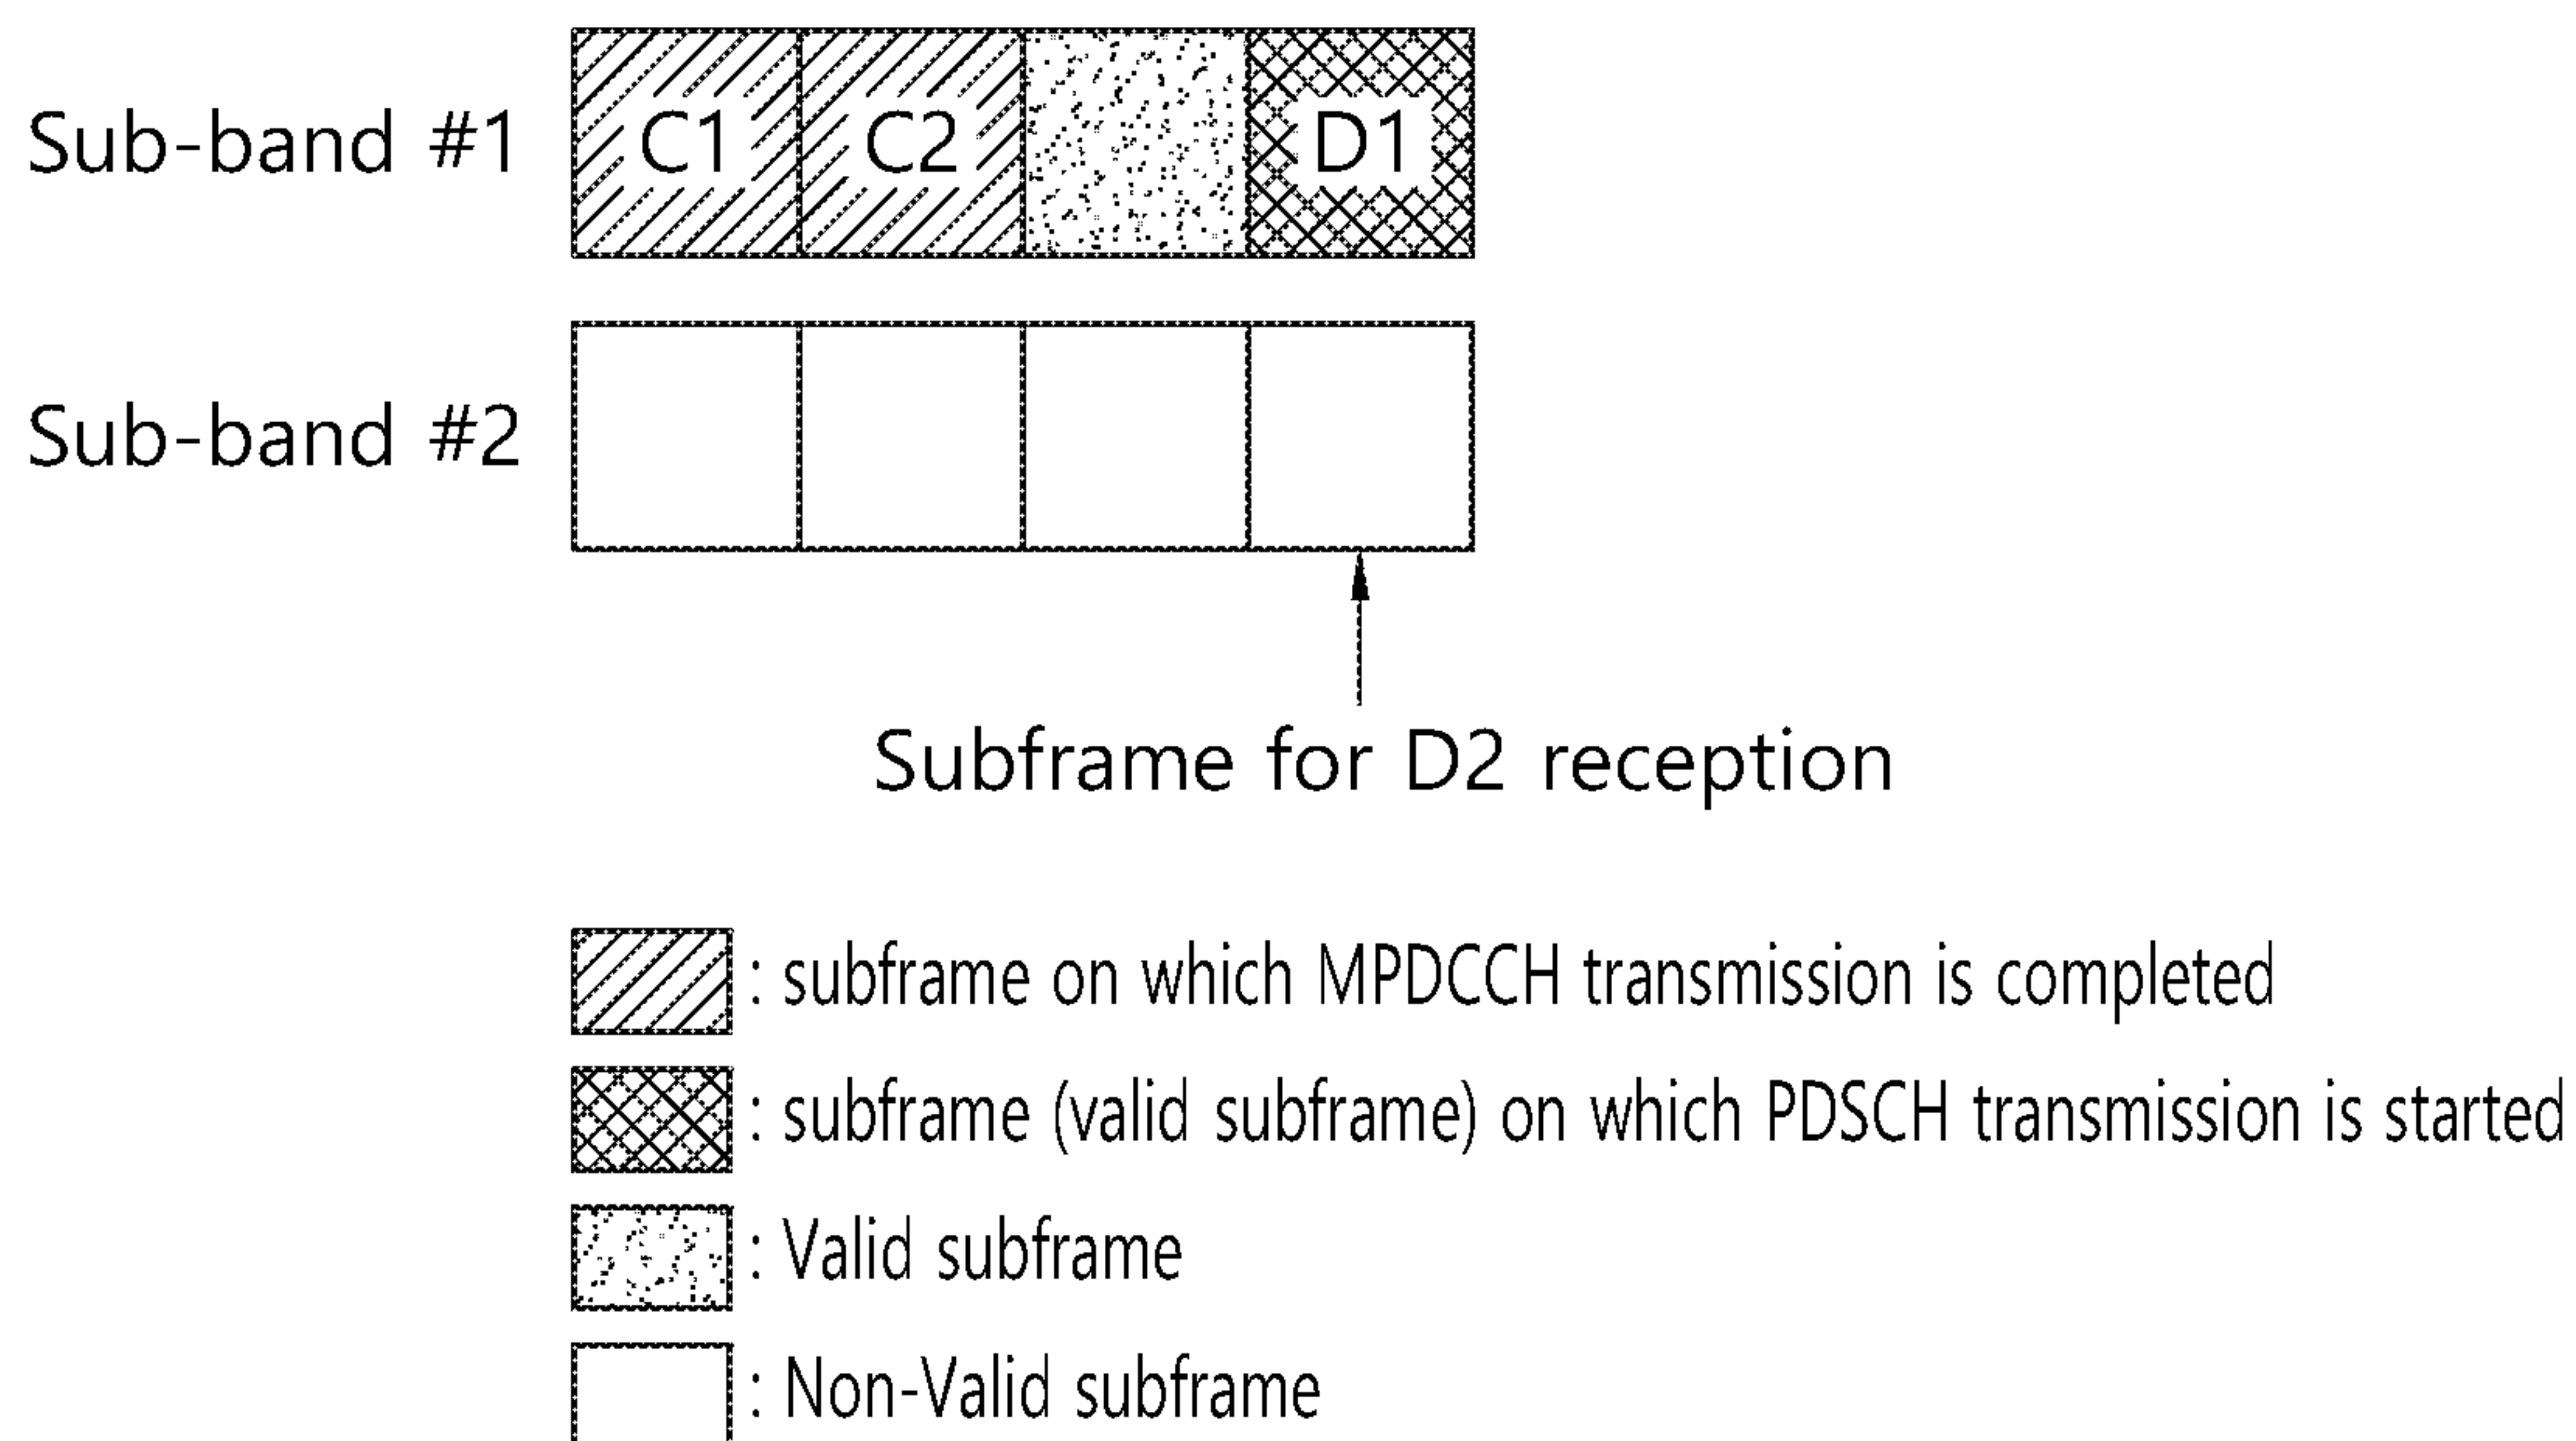 Sub-band #1 C1 C2 D1
Sub-band #2
Subframe for D2 reception
: subframe on which MPDCCH transmission is completed
: subframe (valid subframe) on which PDSCH transmission is started
: Valid subframe
: Non-Valid subframe